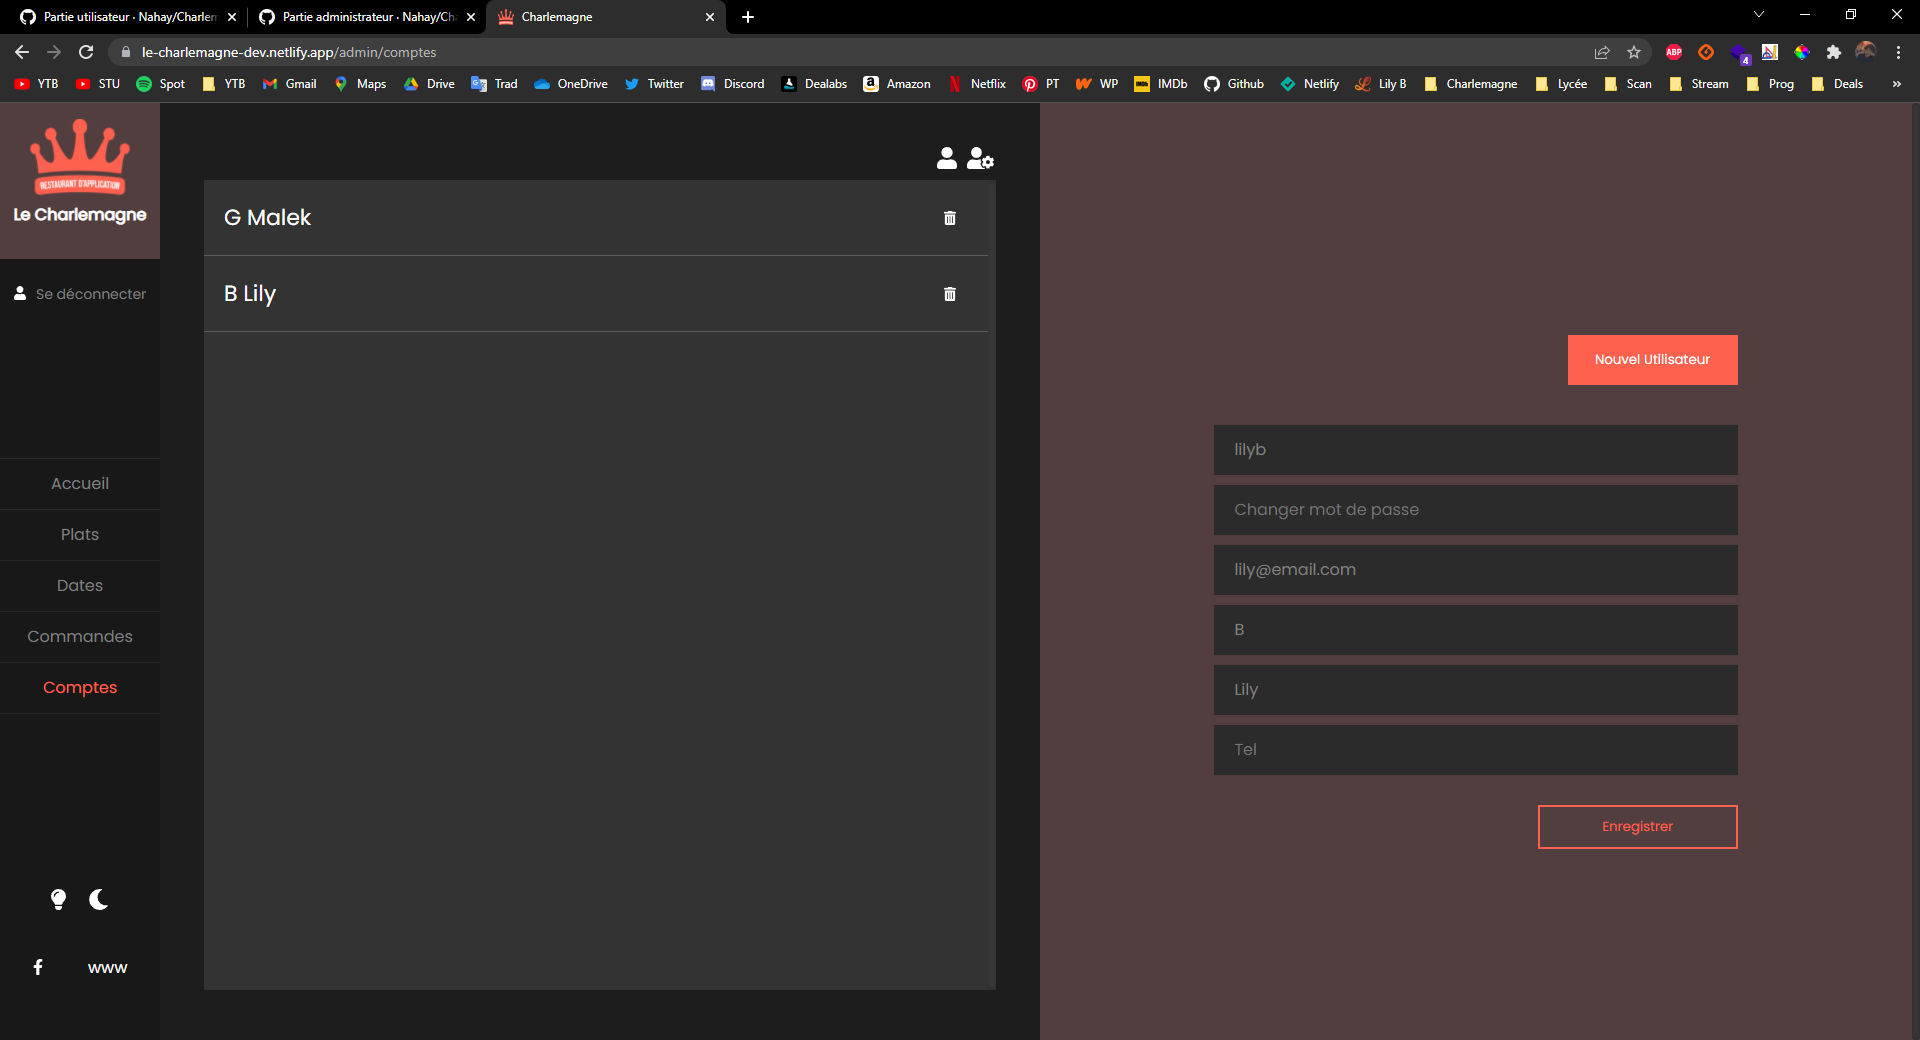 Partie utilisateur · Nahay/Charlem
Partie administrateur · Nahay/Cha
Charlemagne
le-charlemagne-dev.netlify.app/admin/comptes
ABP
4
YTB
STU
Spot
YTB
Gmail
Maps
Drive
Trad
OneDrive
Twitter
Discord
Dealabs
Amazon
Netflix
PT
WP
IMDb
Github
Netlify
Lily B
Charlemagne
Lycée
Scan
Stream
Prog
Deals
»
RESTAURANT D'APPLICATION
Le Charlemagne
Se déconnecter
Accueil
Plats
Dates
Commandes
Comptes
www
G Malek
B Lily
Nouvel Utilisateur
lilyb
Changer mot de passe
lily@email.com
B
Lily
Tel
Enregistrer